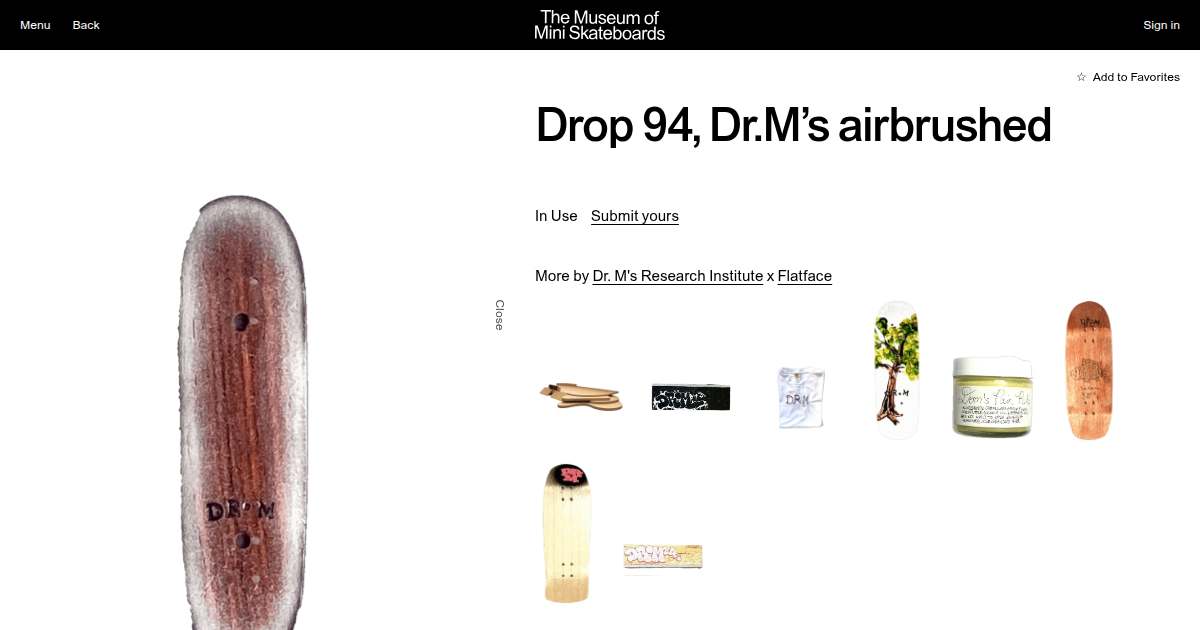 Menu
Back
The Museum of
Mini Skateboards
Sign in
☆ Add to Favorites
Drop 94, Dr.M’s airbrushed
In Use Submit yours
More by Dr. M's Research Institute x Flatface
Close
DR.M
DRM